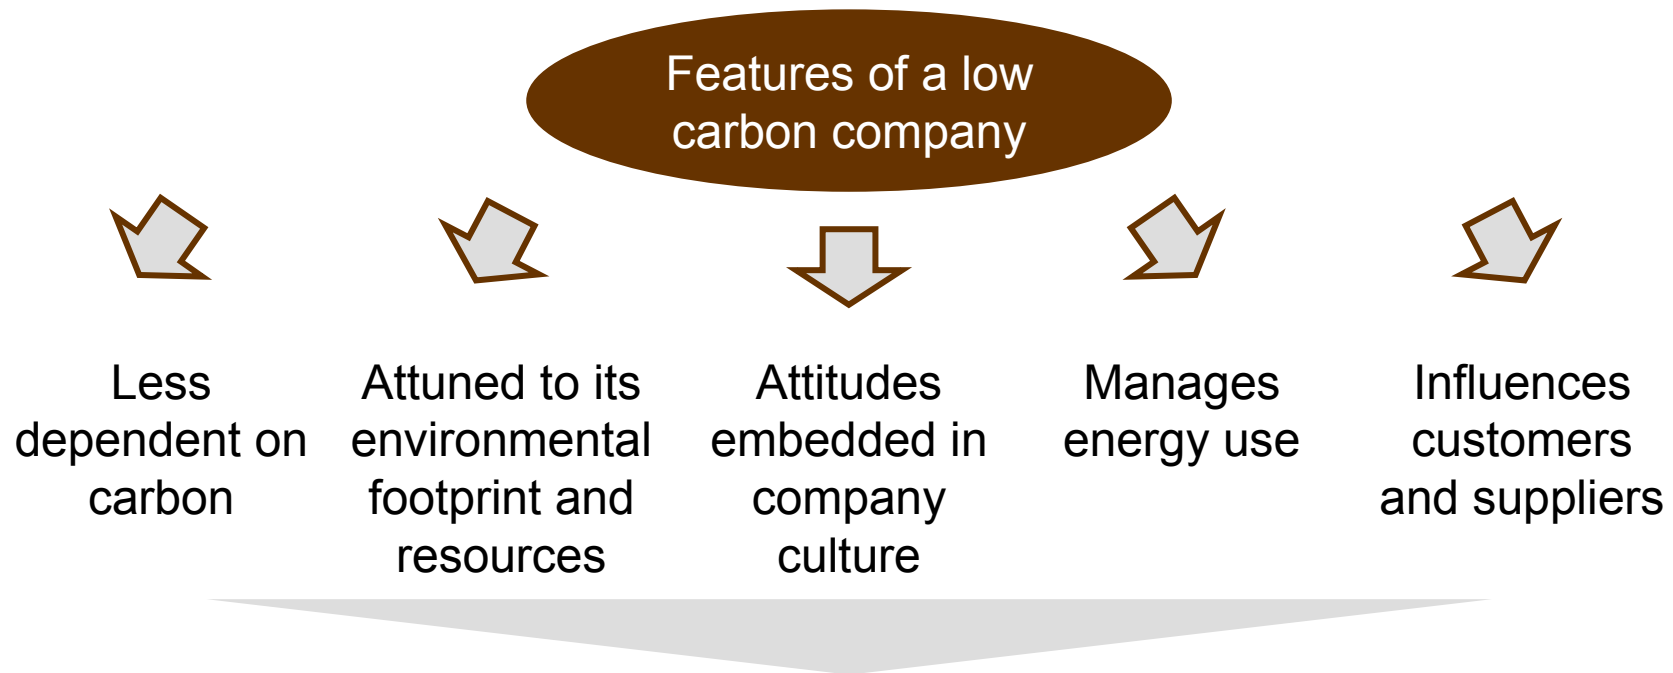 Features of a low
carbon company
Less
dependent on
carbon
Attuned to its
environmental
footprint and
resources
Attitudes
embedded in
company
culture
Manages
energy use
Influences
customers
and suppliers